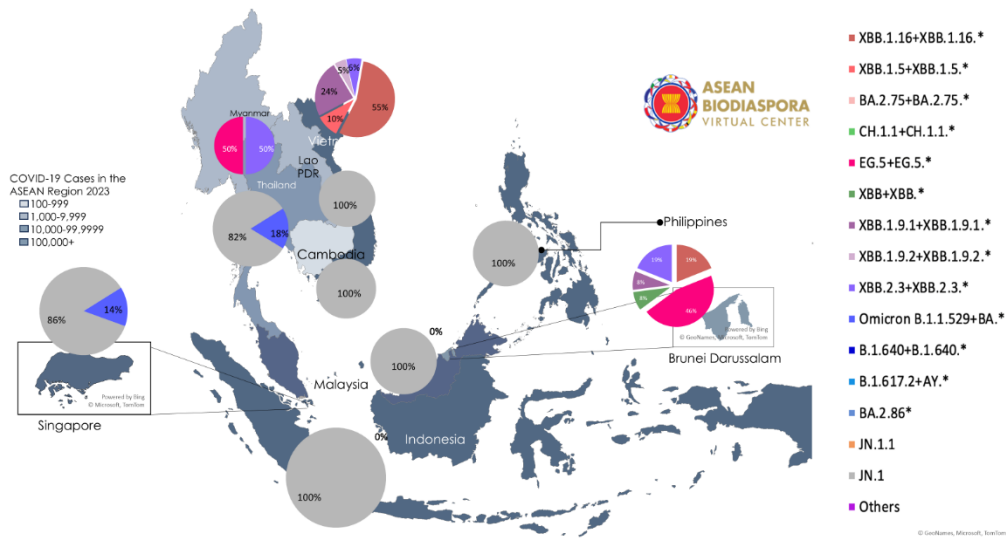 ASEAN
BIODIASPORA
VIRTUAL CENTER
COVID-19 Cases in the
ASEAN Region 2023
100-999
1,000-9,999
10,000-99,9999
100,000+
Myanmar
50%
50%
5%
5%
24%
10%
55%
Vietn
Lao
PDR
Thailand
100%
82%
18%
Cambodia
100%
Philippines
100%
19%
19%
8%
8%
46%
Powered by Bing
© GeoNames, Microsoft, TomTom
Brunei Darussalam
86%
14%
Powered by Bing
© Microsoft, TomTom
Singapore
0%
100%
Malaysia
0%
Indonesia
100%
XBB.1.16+XBB.1.16.*
XBB.1.5+XBB.1.5.*
BA.2.75+BA.2.75.*
CH.1.1+CH.1.1.*
EG.5+EG.5.*
XBB+XBB.*
XBB.1.9.1+XBB.1.9.1.*
XBB.1.9.2+XBB.1.9.2.*
XBB.2.3+XBB.2.3.*
Omicron B.1.1.529+BA.*
B.1.640+B.1.640.*
B.1.617.2+AY.*
BA.2.86*
JN.1.1
JN.1
Others
© GeoNames, Microsoft, TomTom